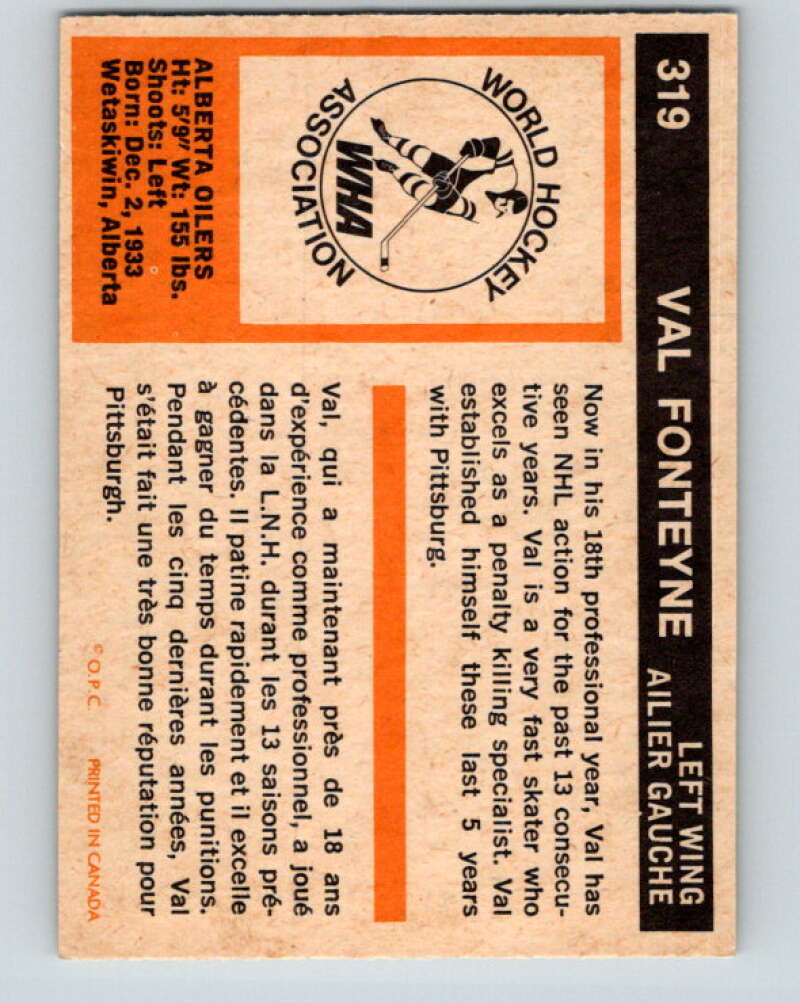 319
VAL FONTEYNE
LEFT WING
AILIER GAUCHE
WORLD HOCKEY
ASSOCIATION
WHA
ALBERTA OILERS
Ht: 5'9" Wt: 155 lbs.
Shoots: Left
Born: Dec. 2, 1933
Wetaskiwin, Alberta
Now in his 18th professional year, Val has
seen NHL action for the past 13 consecu-
tive years. Val is a very fast skater who
excels as a penalty killing specialist. Val
established himself these last 5 years
with Pittsburg.
Val, qui a maintenant près de 18 ans
d'expérience comme professionnel, a joué
dans la L.N.H. durant les 13 saisons pré-
cédentes. Il patine rapidement et il excelle
à gagner du temps durant les punitions.
Pendant les cinq dernières années, Val
s'était fait une très bonne réputation pour
Pittsburgh.
© O.P.C. PRINTED IN CANADA